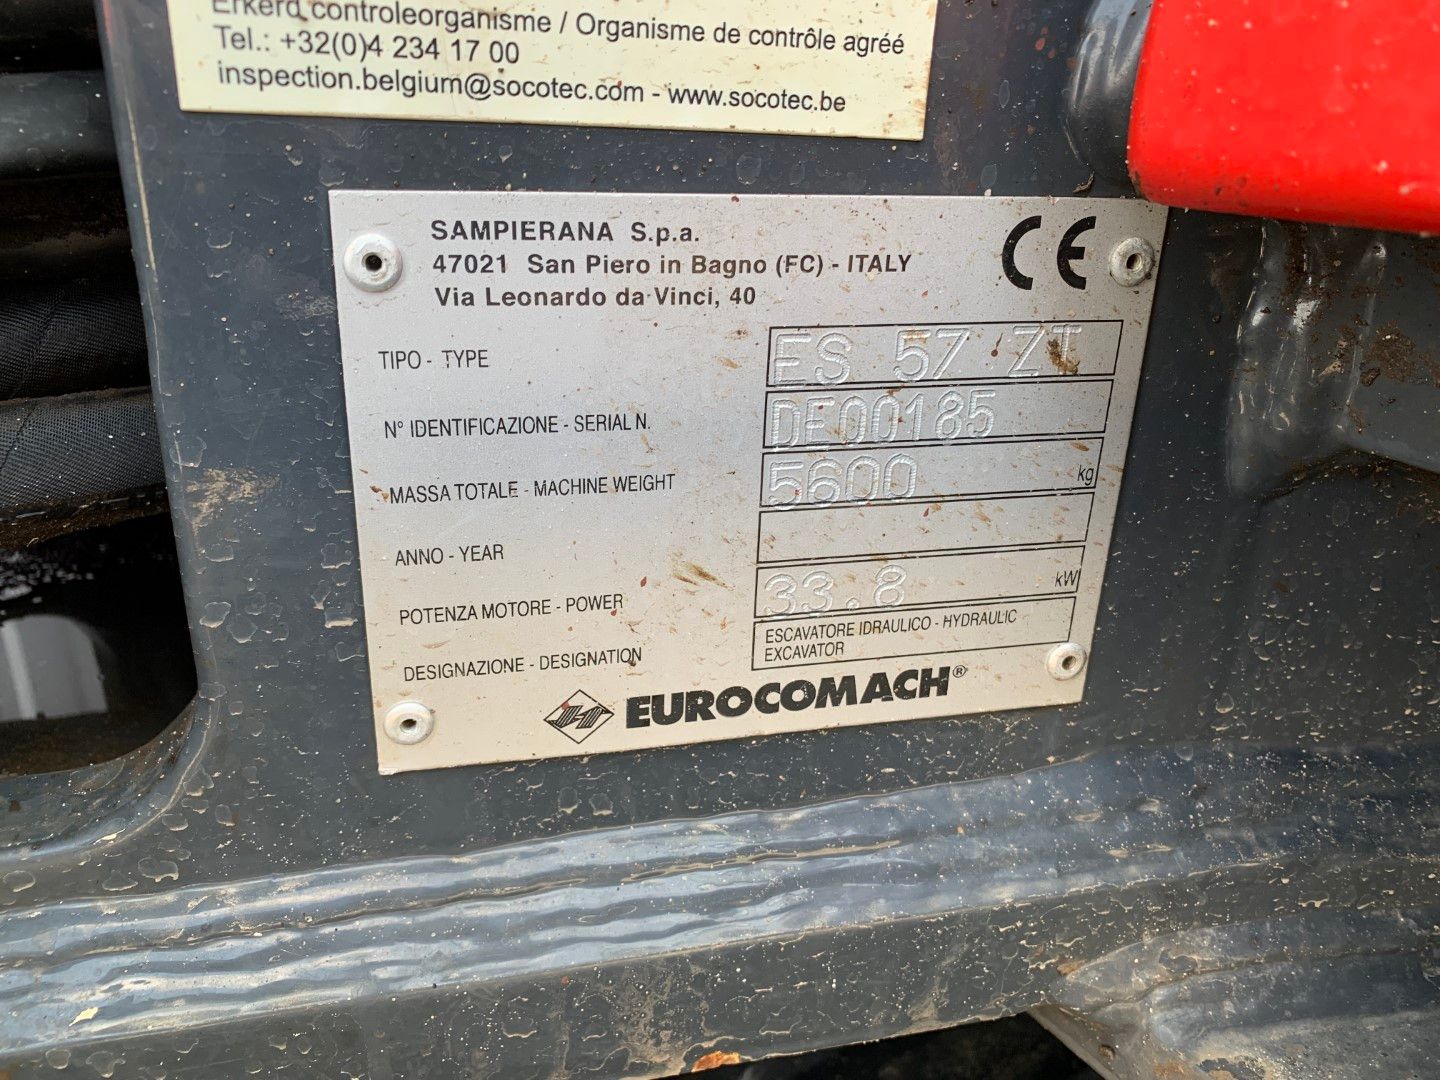 Erkend controleorganisme / Organisme de contrôle agréé
Tel.: +32(0)4 234 17 00
inspection.belgium@socotec.com - www.socotec.be
SAMPIERANA S.p.a.
47021 San Piero in Bagno (FC) - ITALY
Via Leonardo da Vinci, 40
CE
TIPO - TYPE ES 57 ZT
N° IDENTIFICAZIONE - SERIAL N. DE00185
MASSA TOTALE - MACHINE WEIGHT 5600 kg
ANNO - YEAR
POTENZA MOTORE - POWER 33.8 kW
DESIGNAZIONE - DESIGNATION ESCAVATORE IDRAULICO - HYDRAULIC
EXCAVATOR
EUROCOMACH®